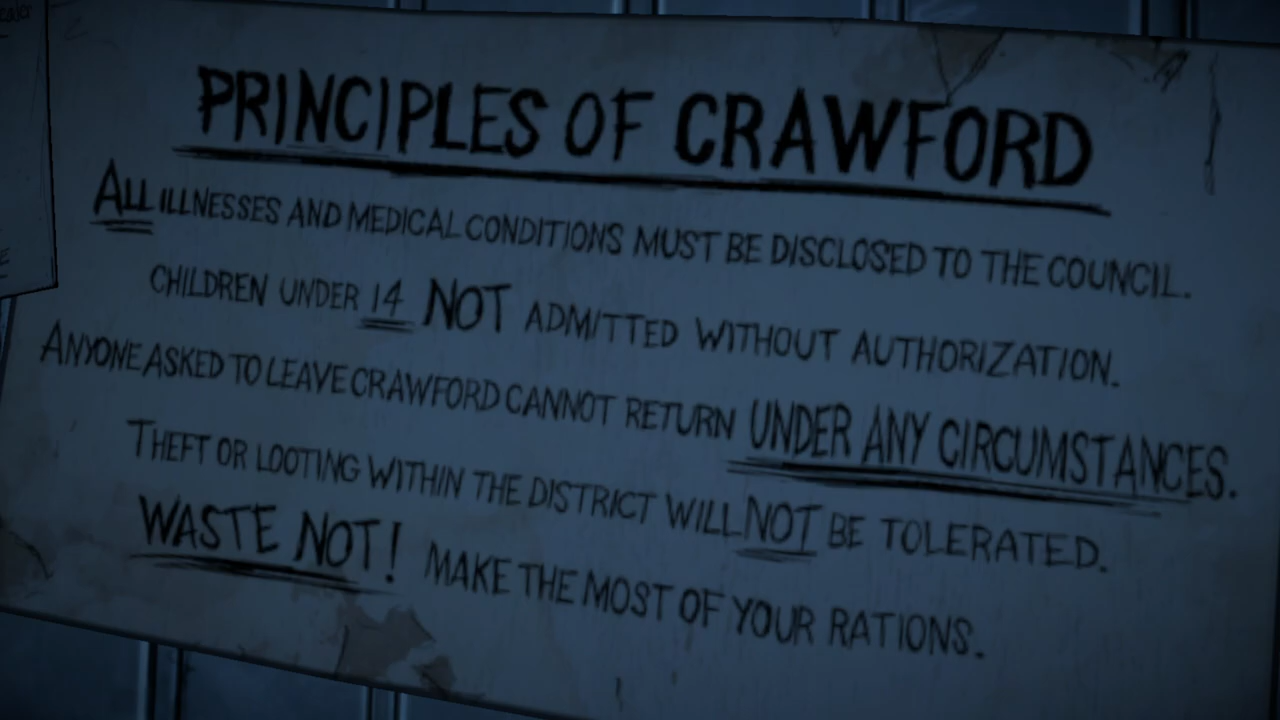 PRINCIPLES OF CRAWFORD
ALL ILLNESSES AND MEDICAL CONDITIONS MUST BE DISCLOSED TO THE COUNCIL.
CHILDREN UNDER 14 NOT ADMITTED WITHOUT AUTHORIZATION.
ANYONE ASKED TO LEAVE CRAWFORD CANNOT RETURN UNDER ANY CIRCUMSTANCES.
THEFT OR LOOTING WITHIN THE DISTRICT WILL NOT BE TOLERATED.
WASTE NOT! MAKE THE MOST OF YOUR RATIONS.